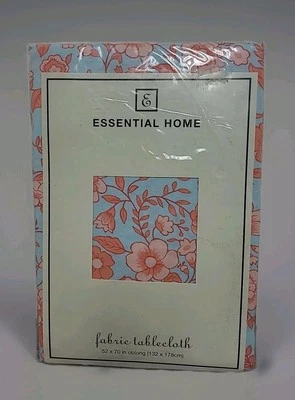 E
ESSENTIAL HOME
fabric tablecloth
52 x 70 in oblong (132 x 178cm)